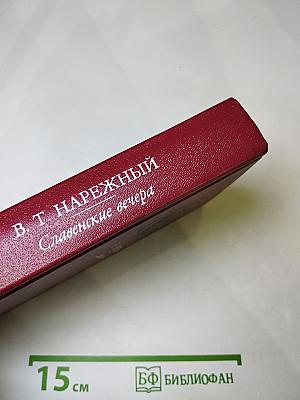 В. Т. НАРЕЖНЫЙ
Славенские вечера
15 см
БФ БИБЛИОФАН